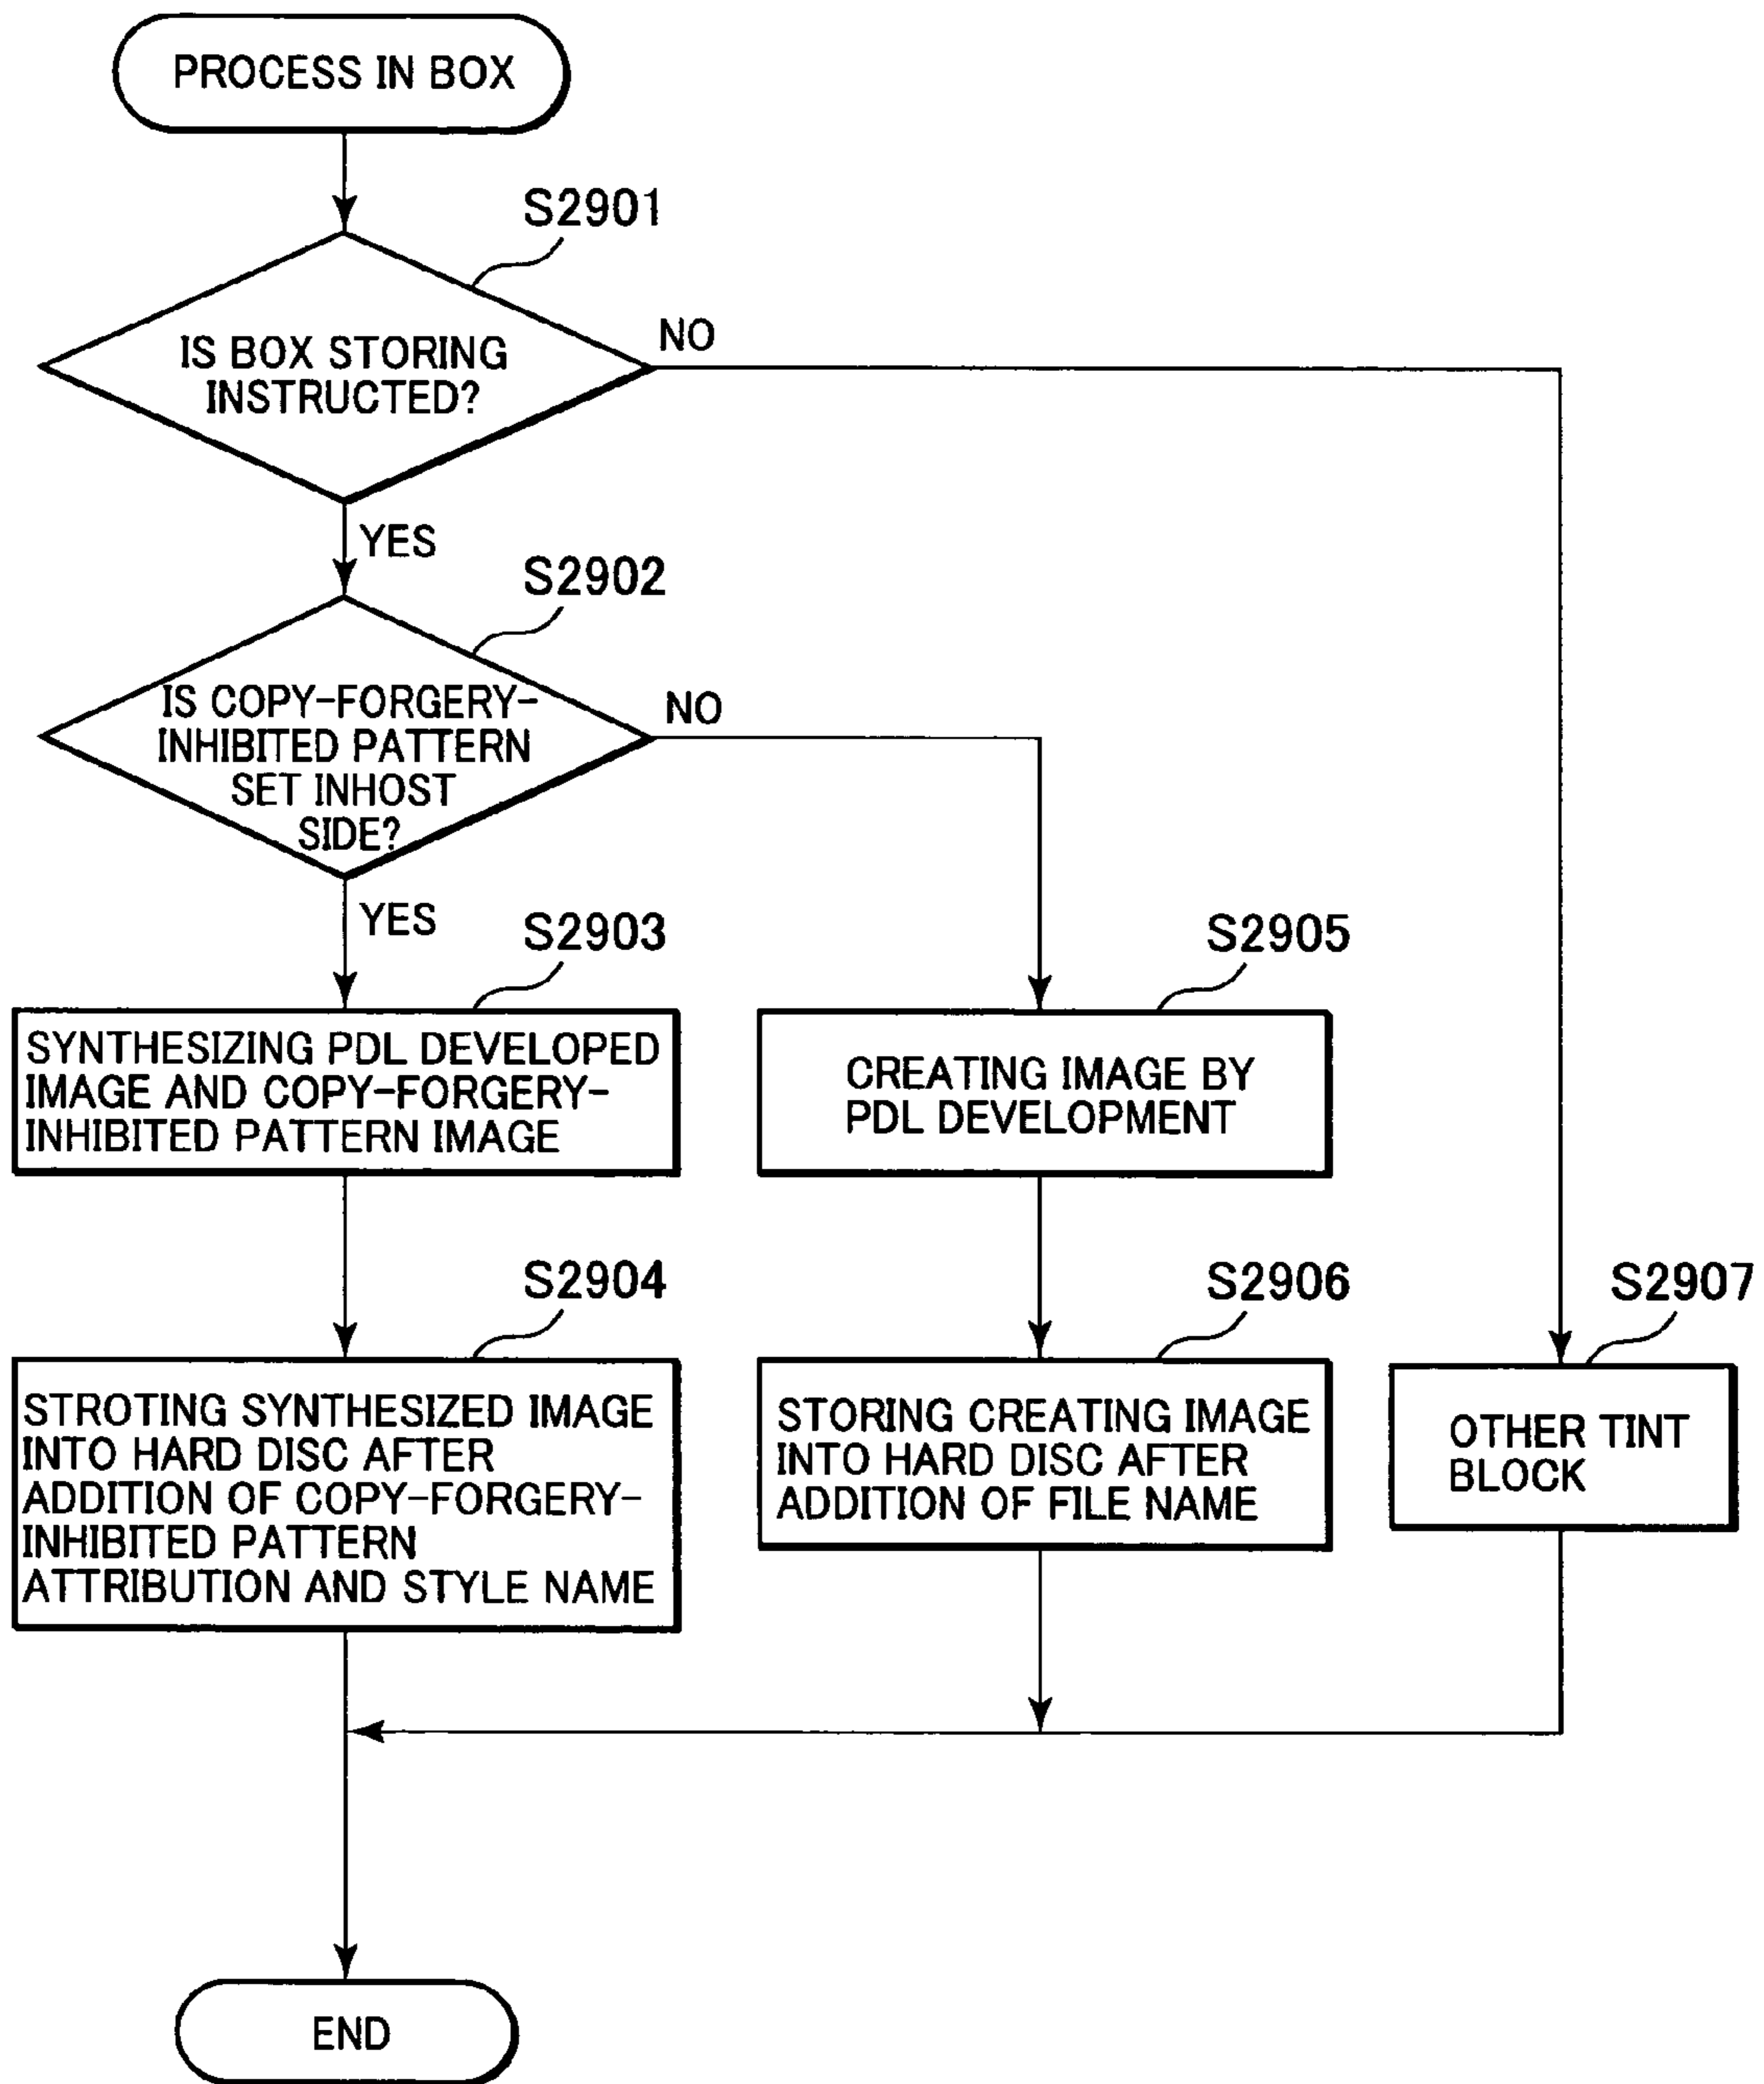 PROCESS IN BOX
S2901
IS BOX STORING
INSTRUCTED?
NO
YES
S2902
IS COPY-FORGERY-
INHIBITED PATTERN
SET INHOST
SIDE?
NO
YES
S2903
SYNTHESIZING PDL DEVELOPED
IMAGE AND COPY-FORGERY-
INHIBITED PATTERN IMAGE
S2905
CREATING IMAGE BY
PDL DEVELOPMENT
S2904
STROTING SYNTHESIZED IMAGE
INTO HARD DISC AFTER
ADDITION OF COPY-FORGERY-
INHIBITED PATTERN
ATTRIBUTION AND STYLE NAME
S2906
STORING CREATING IMAGE
INTO HARD DISC AFTER
ADDITION OF FILE NAME
S2907
OTHER TINT
BLOCK
END